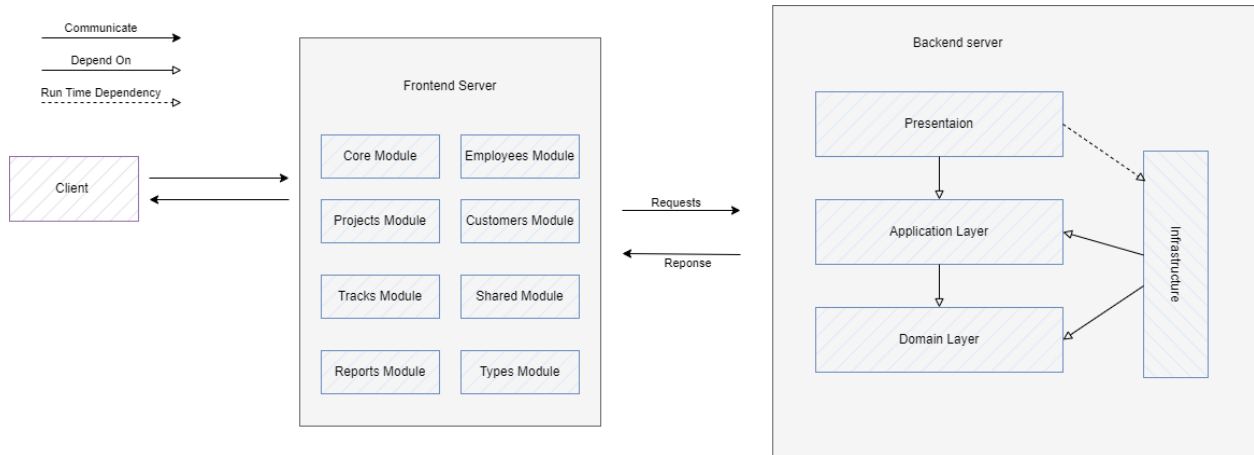 Communicate
Depend On
Run Time Dependency
Client
Frontend Server
Core Module
Employees Module
Projects Module
Customers Module
Tracks Module
Shared Module
Reports Module
Types Module
Requests
Reponse
Backend server
Presentaion
Application Layer
Domain Layer
Infrastructure